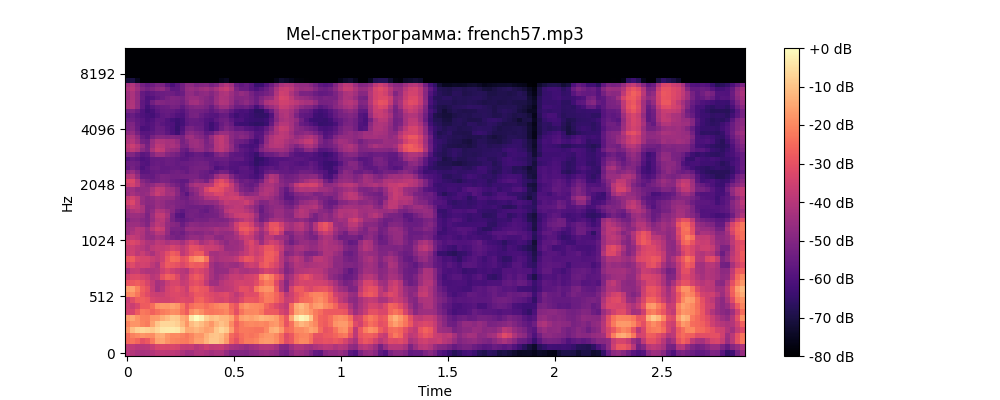 Mel-спектрограмма: french57.mp3
8192
4096
2048
1024
512
0
Hz
0
0.5
1
1.5
2
2.5
Time
+0 dB
-10 dB
-20 dB
-30 dB
-40 dB
-50 dB
-60 dB
-70 dB
-80 dB